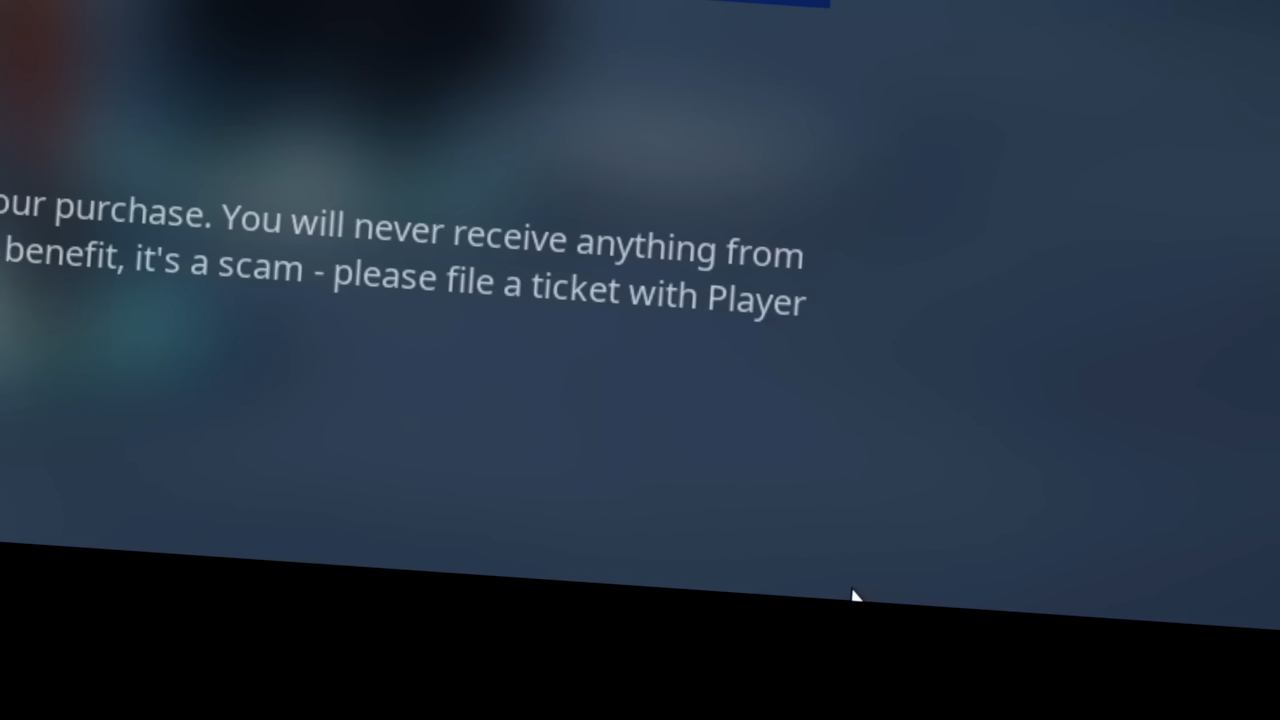 our purchase. You will never receive anything from
benefit, it's a scam - please file a ticket with Player